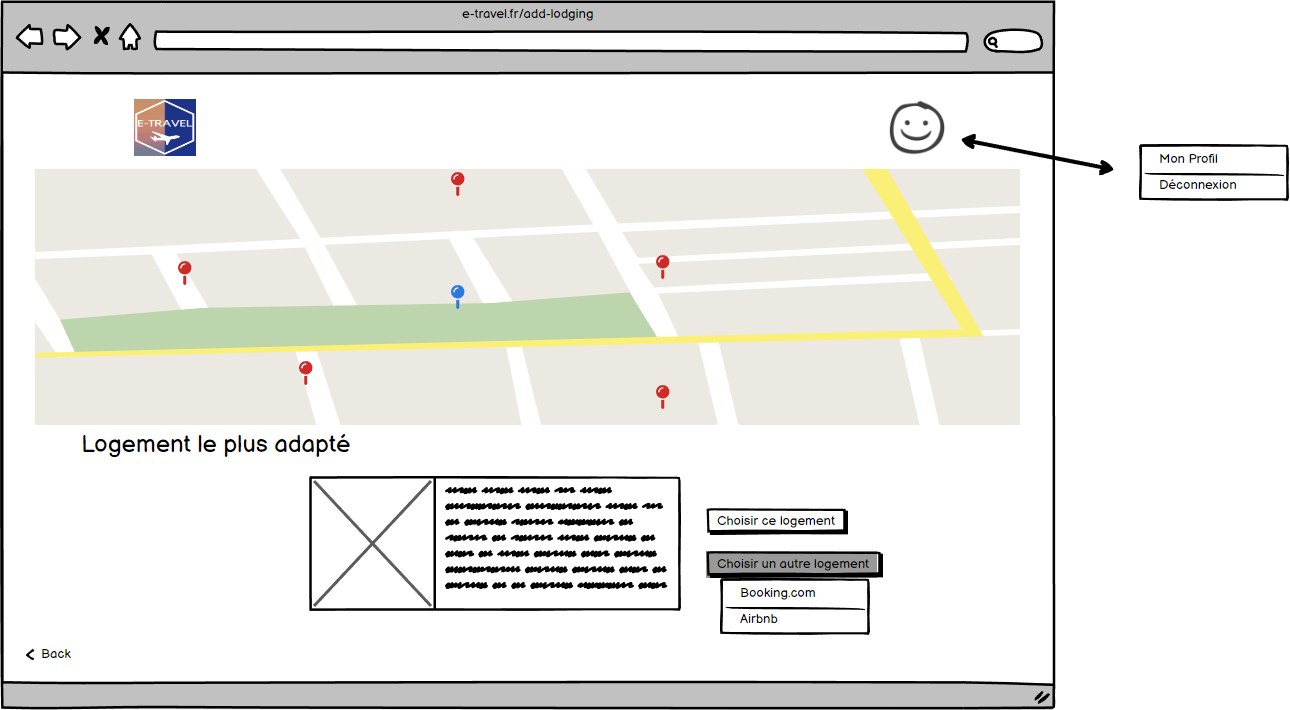 e-travel.fr/add-lodging
E-TRAVEL
Mon Profil
Déconnexion
Logement le plus adapté
Choisir ce logement
Choisir un autre logement
Booking.com
Airbnb
Back